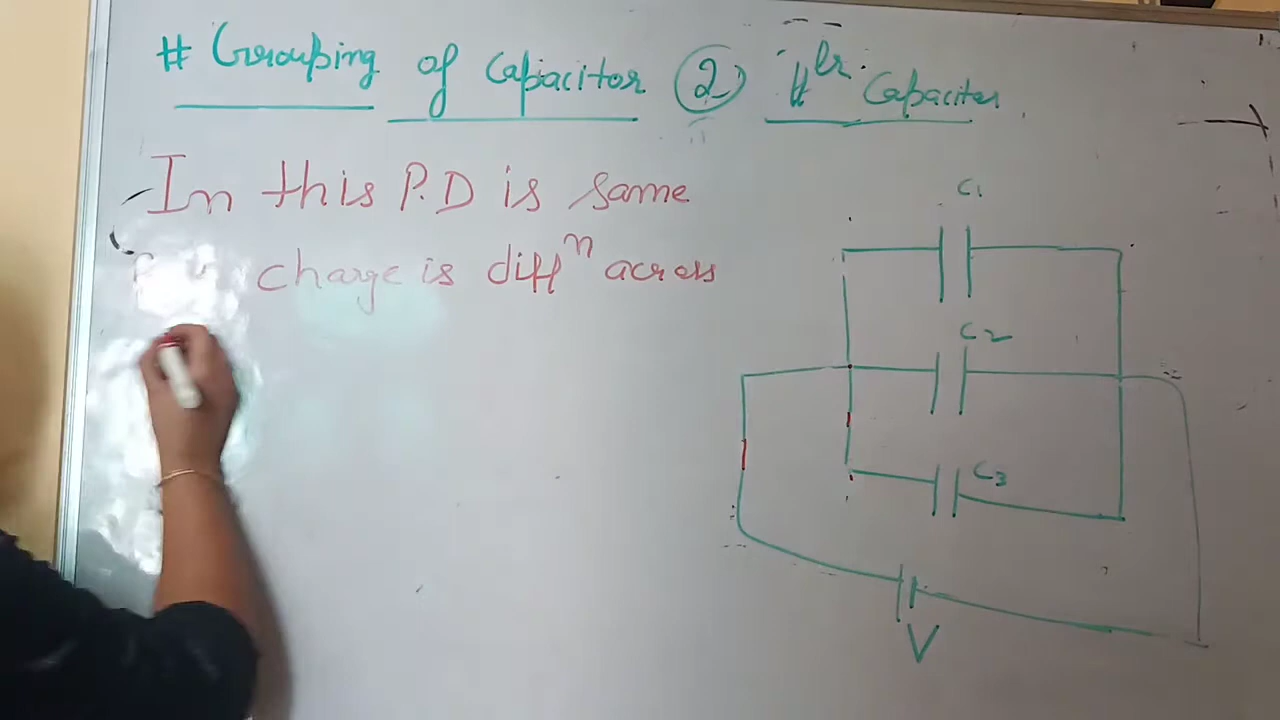 # Grouping of Capacitor ② ||lr Capacitor
In this P.D is same
charge is diffn across
C1
C2
C3
V